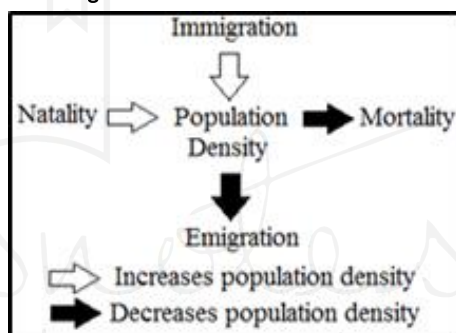 Immigration
Natality Population Mortality
Density
Emigration
Increases population density
Decreases population density